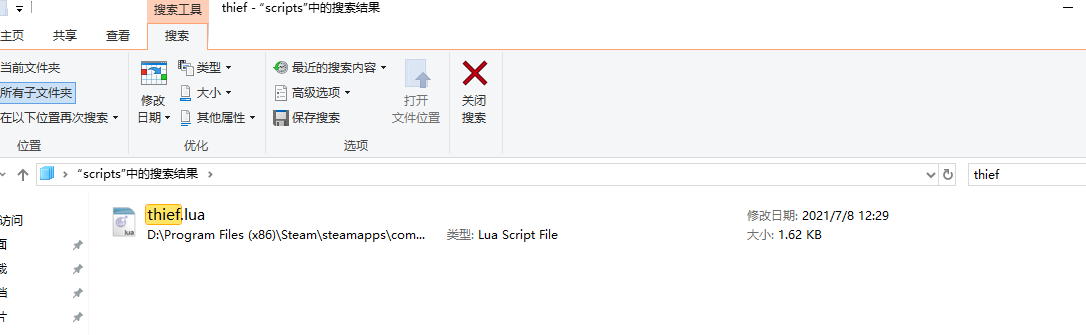 搜索工具
thief - “scripts”中的搜索结果
主页 共享 查看 搜索
当前文件夹
所有子文件夹
在以下位置再次搜索
位置
修改
日期
类型
大小
其他属性
优化
最近的搜索内容
高级选项
保存搜索
选项
打开
文件位置
关闭
搜索
“scripts”中的搜索结果
thief
thief.lua
D:\Program Files (x86)\Steam\steamapps\com...
类型: Lua Script File
修改日期: 2021/7/8 12:29
大小: 1.62 KB
lua
访问
面
载
档
片